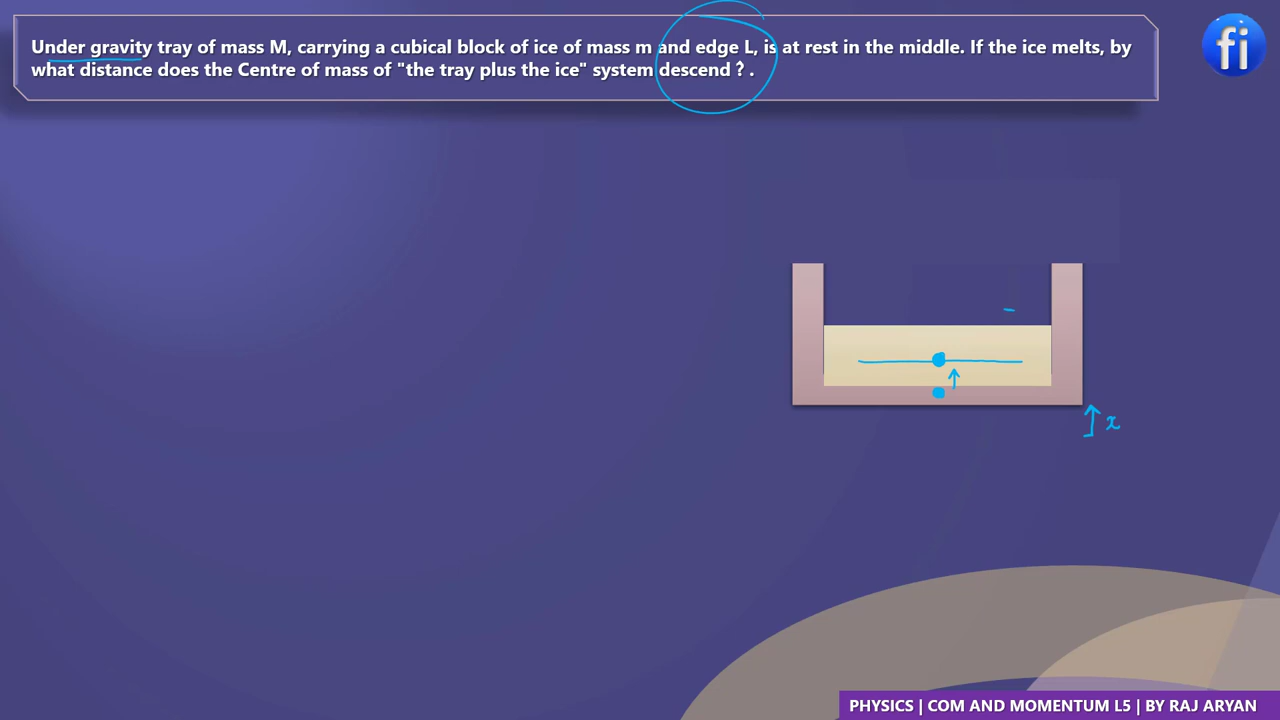 Under gravity tray of mass M, carrying a cubical block of ice of mass m and edge L, is at rest in the middle. If the ice melts, by
what distance does the Centre of mass of "the tray plus the ice" system descend ? .
fi
x
PHYSICS | COM AND MOMENTUM L5 | BY RAJ ARYAN